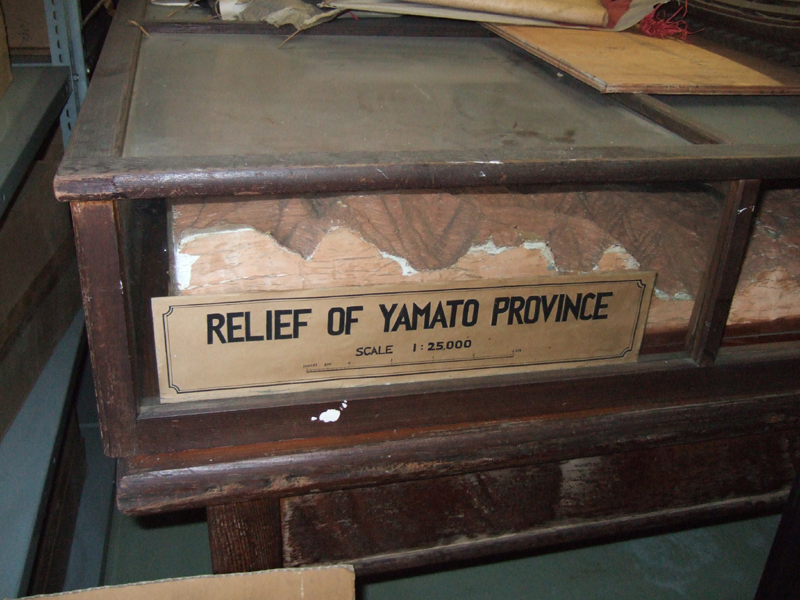 RELIEF OF YAMATO PROVINCE
SCALE 1:25,000